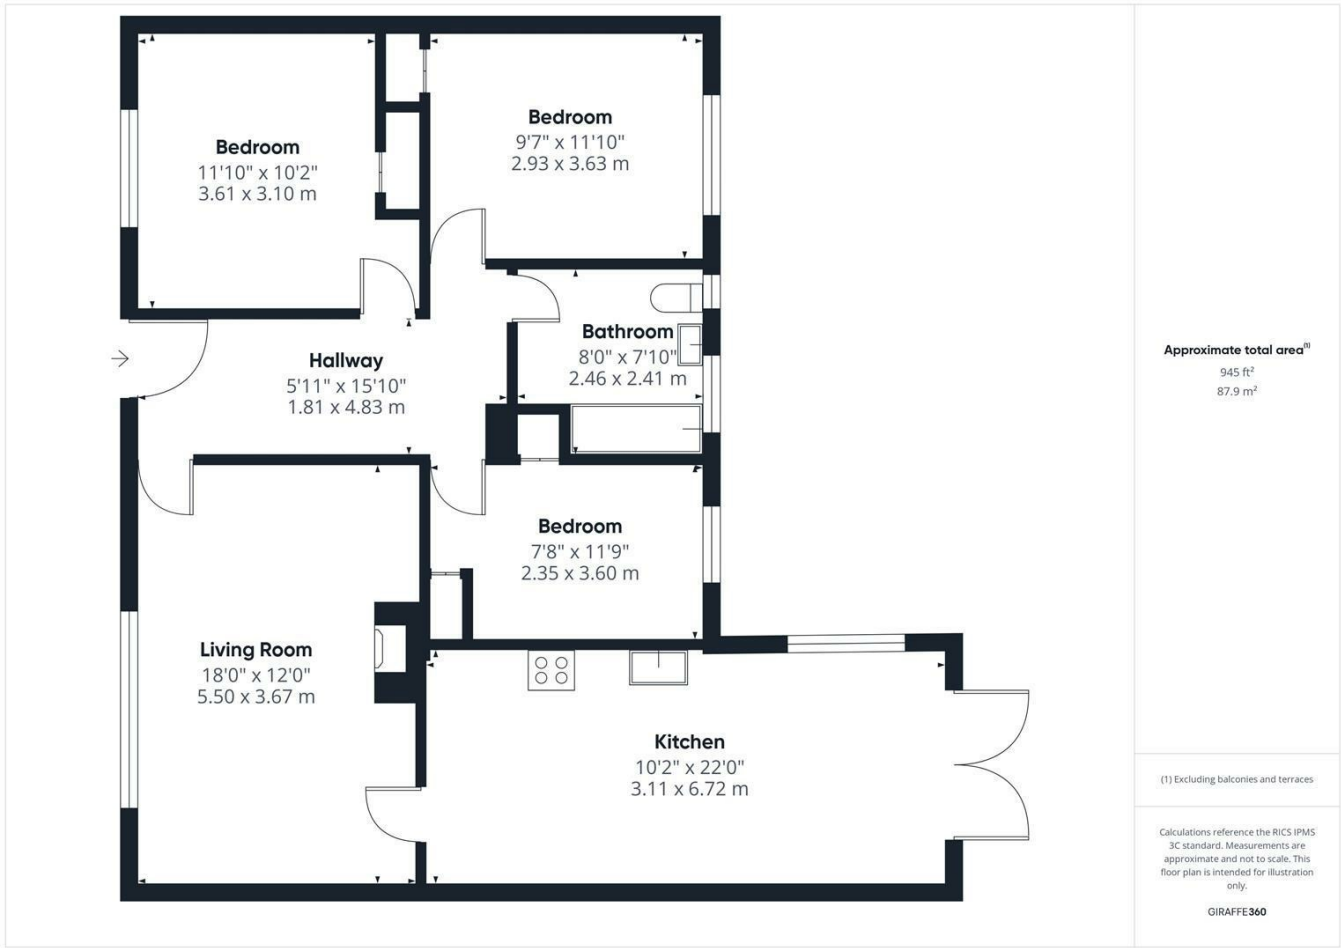 Bedroom
11'10" x 10'2"
3.61 x 3.10 m
Bedroom
9'7" x 11'10"
2.93 x 3.63 m
Bathroom
8'0" x 7'10"
2.46 x 2.41 m
Hallway
5'11" x 15'10"
1.81 x 4.83 m
Bedroom
7'8" x 11'9"
2.35 x 3.60 m
Living Room
18'0" x 12'0"
5.50 x 3.67 m
Kitchen
10'2" x 22'0"
3.11 x 6.72 m
Approximate total area(1)
945 ft²
87.9 m²
(1) Excluding balconies and terraces
Calculations reference the RICS IPMS
3C standard. Measurements are
approximate and not to scale. This
floor plan is intended for illustration
only.
GIRAFFE360